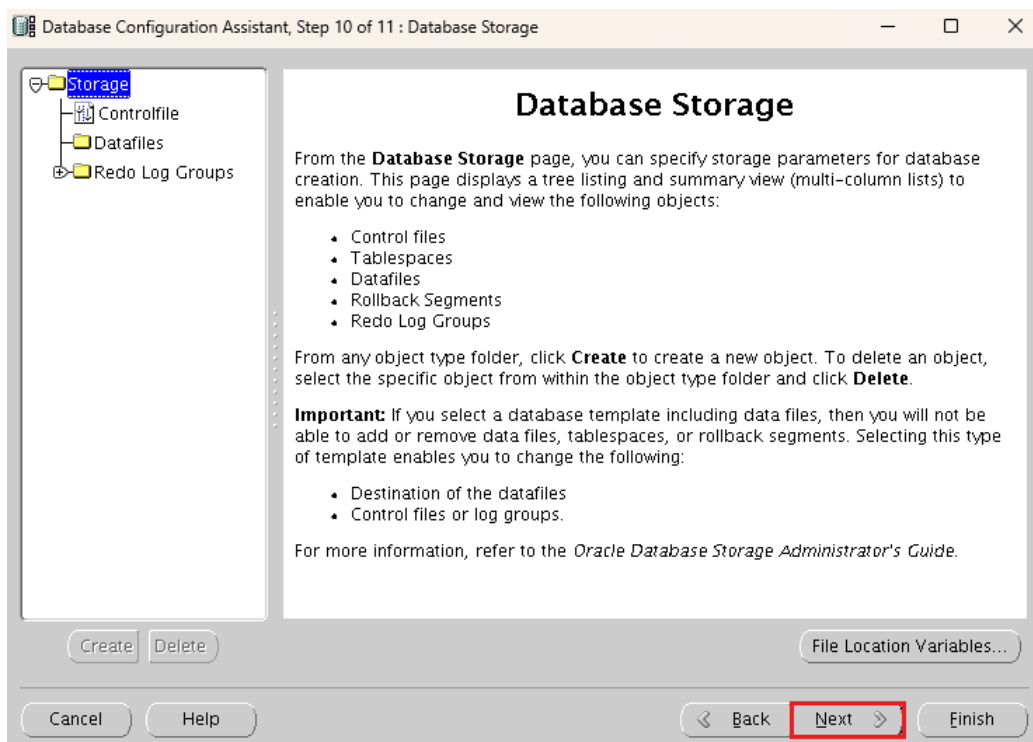 Database Configuration Assistant, Step 10 of 11 : Database Storage
Storage
Controlfile
Datafiles
Redo Log Groups
Database Storage
From the Database Storage page, you can specify storage parameters for database
creation. This page displays a tree listing and summary view (multi-column lists) to
enable you to change and view the following objects:
Control files
Tablespaces
Datafiles
Rollback Segments
Redo Log Groups
From any object type folder, click Create to create a new object. To delete an object,
select the specific object from within the object type folder and click Delete.
Important: If you select a database template including data files, then you will not be
able to add or remove data files, tablespaces, or rollback segments. Selecting this type
of template enables you to change the following:
Destination of the datafiles
Control files or log groups.
For more information, refer to the Oracle Database Storage Administrator's Guide.
Create Delete File Location Variables...
Cancel Help Back Next Finish